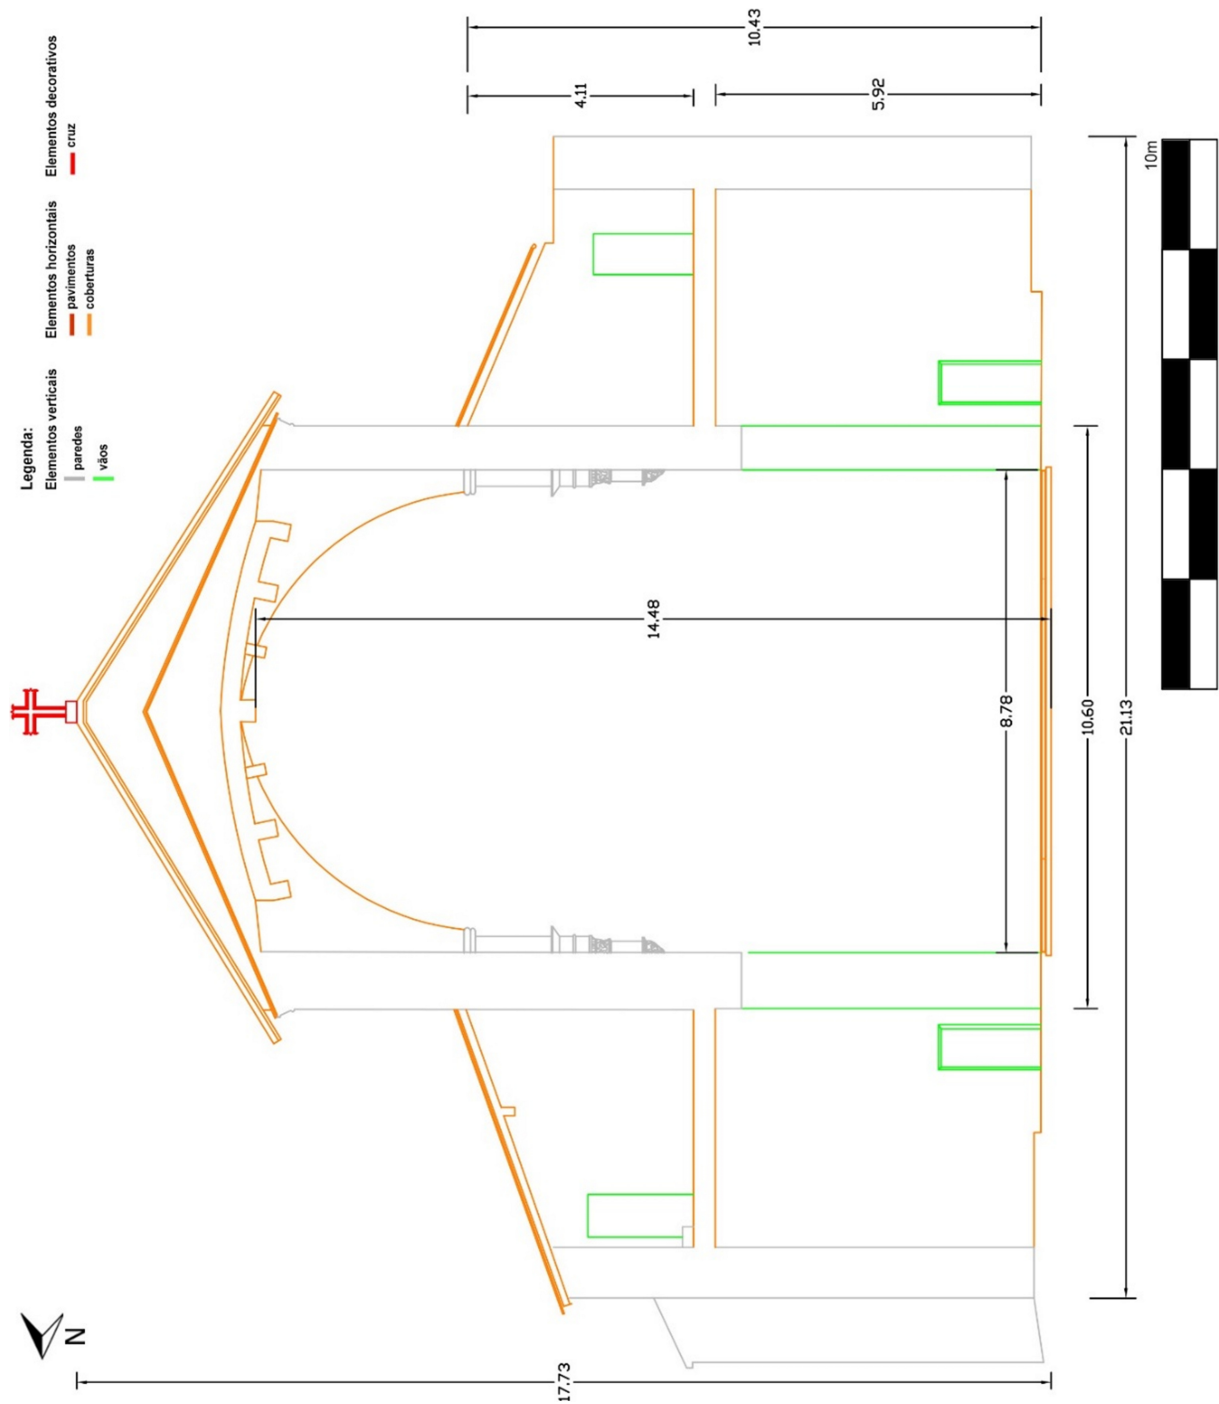 Legenda:
Elementos verticais
paredes
vãos
Elementos horizontais
pavimentos
coberturas
Elementos decorativos
cruz
10.43
4.11
5.92
10m
14.48
8.78
10.60
21.13
17.73
N